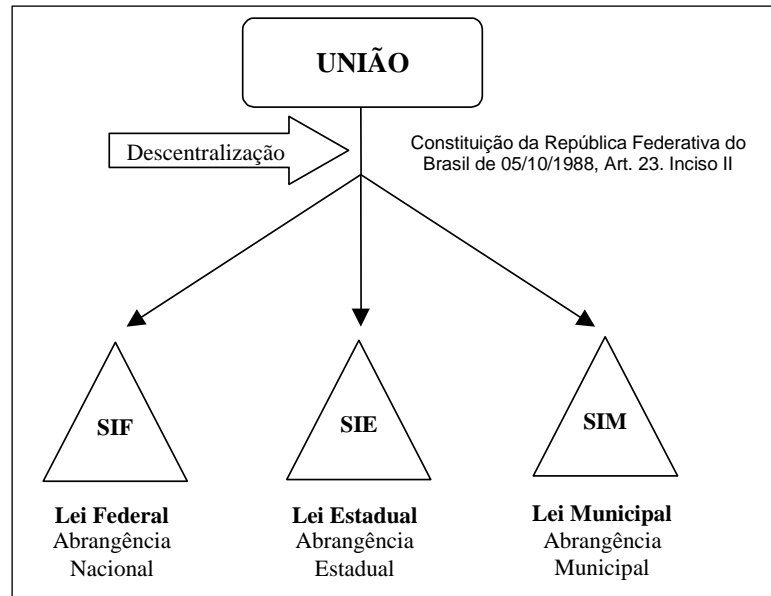 UNIÃO
Descentralização
Constituição da República Federativa do
Brasil de 05/10/1988, Art. 23. Inciso II
SIF
SIE
SIM
Lei Federal
Abrangência
Nacional
Lei Estadual
Abrangência
Estadual
Lei Municipal
Abrangência
Municipal